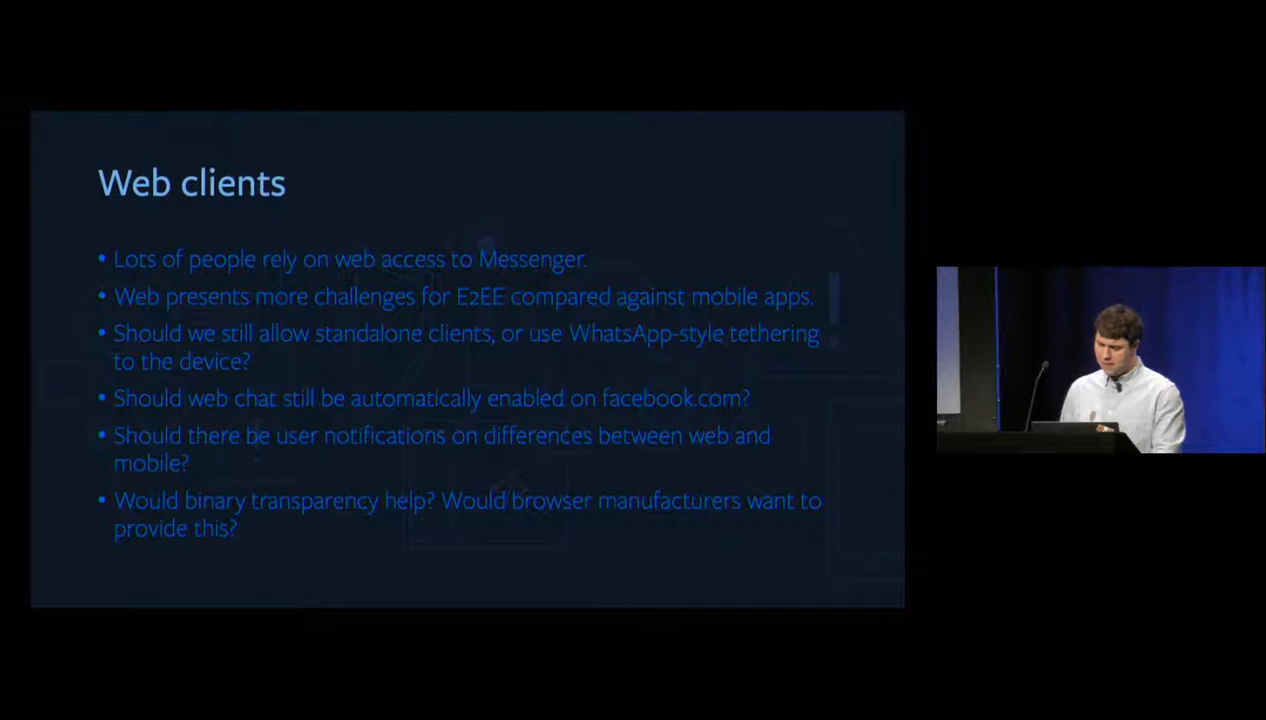 Web clients
• Lots of people rely on web access to Messenger.
• Web presents more challenges for E2EE compared against mobile apps.
• Should we still allow standalone clients, or use WhatsApp-style tethering
to the device?
• Should web chat still be automatically enabled on facebook.com?
• Should there be user notifications on differences between web and
mobile?
• Would binary transparency help? Would browser manufacturers want to
provide this?